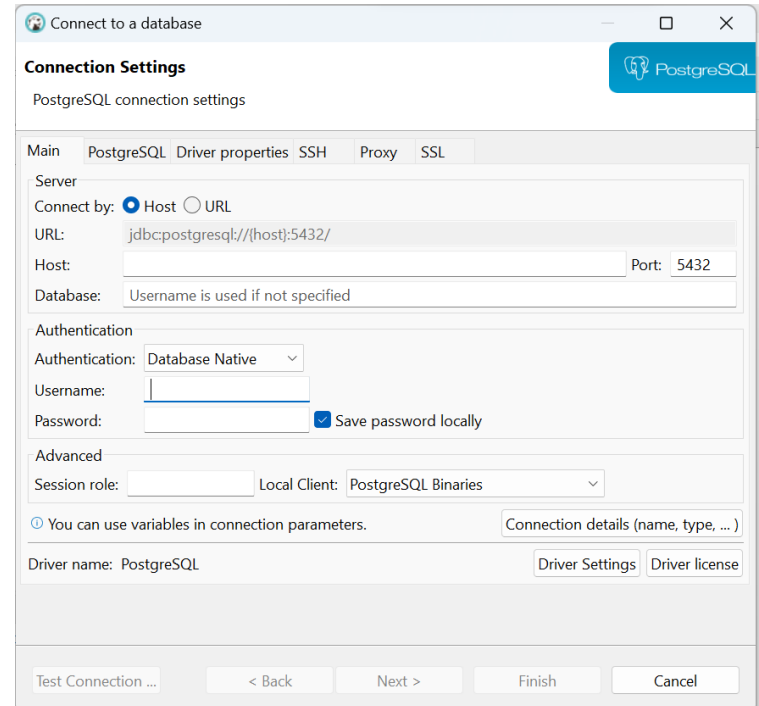 Connect to a database
Connection Settings
PostgreSQL
PostgreSQL connection settings
Main PostgreSQL Driver properties SSH Proxy SSL
Server
Connect by: Host URL
URL: jdbc:postgresql://{host}:5432/
Host: Port: 5432
Database: Username is used if not specified
Authentication
Authentication: Database Native
Username:
Password: Save password locally
Advanced
Session role: Local Client: PostgreSQL Binaries
You can use variables in connection parameters. Connection details (name, type, ... )
Driver name: PostgreSQL Driver Settings Driver license
Test Connection ... < Back Next > Finish Cancel